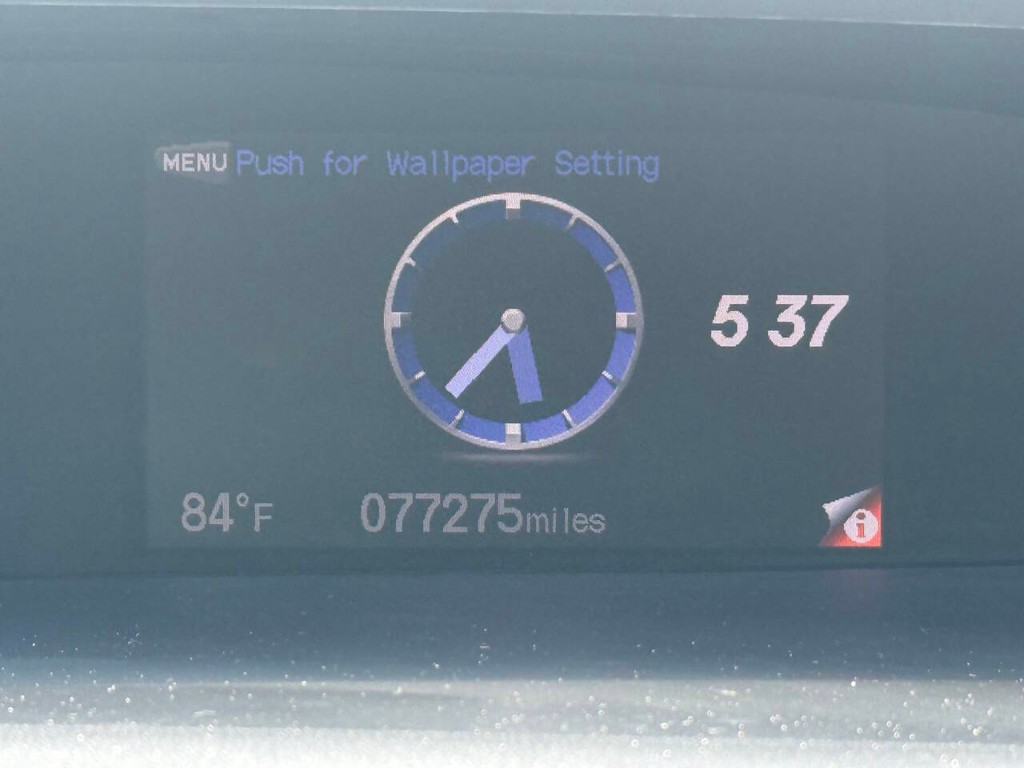 MENU Push for Wallpaper Setting
5 37
84°F 077275miles
i